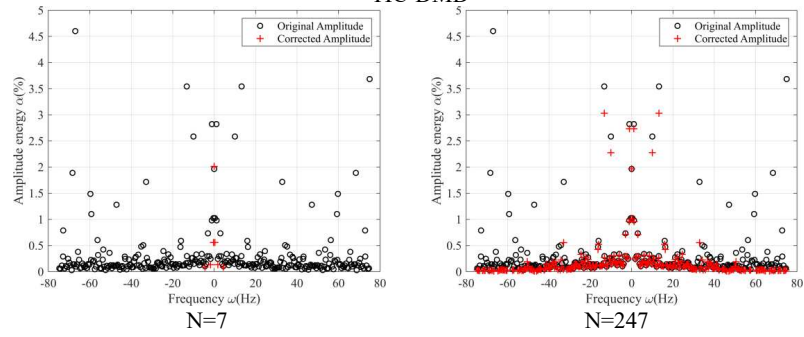 HC-DMD
5
4.5
4
3.5
3
2.5
2
1.5
1
0.5
0
Amplitude energy α(%)
Original Amplitude
Corrected Amplitude
-80 -60 -40 -20 0 20 40 60 80
Frequency ω(Hz)
N=7
5
4.5
4
3.5
3
2.5
2
1.5
1
0.5
0
Amplitude energy α(%)
Original Amplitude
Corrected Amplitude
-80 -60 -40 -20 0 20 40 60 80
Frequency ω(Hz)
N=247